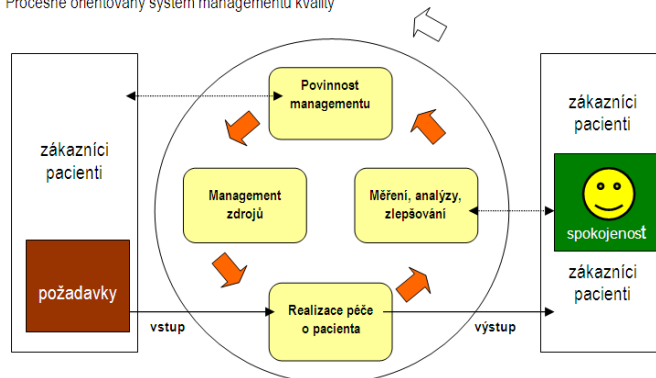 Procesně orientovaný systém managementu kvality
Povinnost
managementu
zákazníci
pacienti
zákazníci
pacienti
Management
zdrojů
Měření, analýzy,
zlepšování
spokojenost
požadavky
Realizace péče
o pacienta
zákazníci
pacienti
vstup
výstup